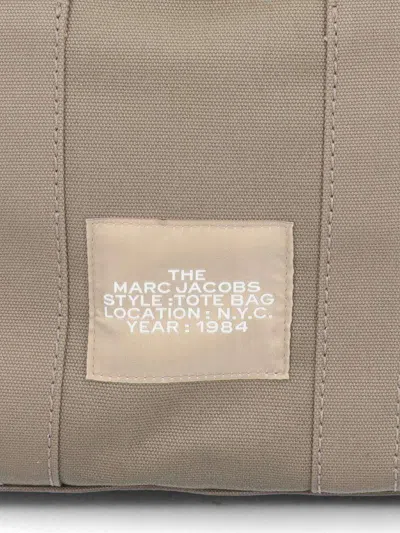 THE
MARC JACOBS
STYLE : TOTE BAG
LOCATION : N.Y.C.
YEAR : 1984